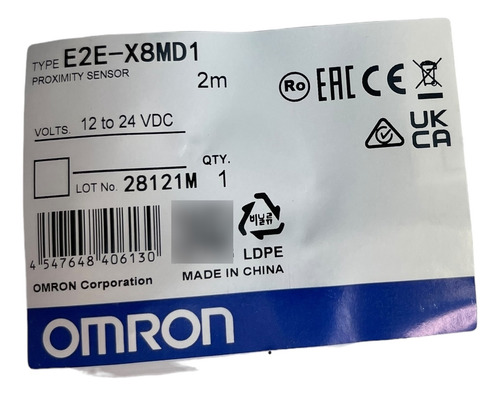 TYPE E2E-X8MD1
PROXIMITY SENSOR 2m
Ro EAC CE
VOLTS. 12 to 24 VDC
UK
CA
QTY.
LOT No. 28121M 1
비닐류
LDPE
4 547648 406130
MADE IN CHINA
OMRON Corporation
OMRON